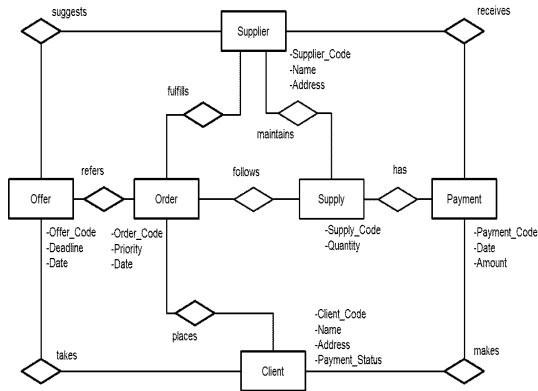 suggests
receives
Supplier
-Supplier_Code
-Name
-Address
fulfills
maintains
refers
follows
has
Offer
Order
Supply
Payment
-Offer_Code
-Deadline
-Date
-Order_Code
-Priority
-Date
-Supply_Code
-Quantity
-Payment_Code
-Date
-Amount
places
-Client_Code
-Name
-Address
-Payment_Status
takes
Client
makes